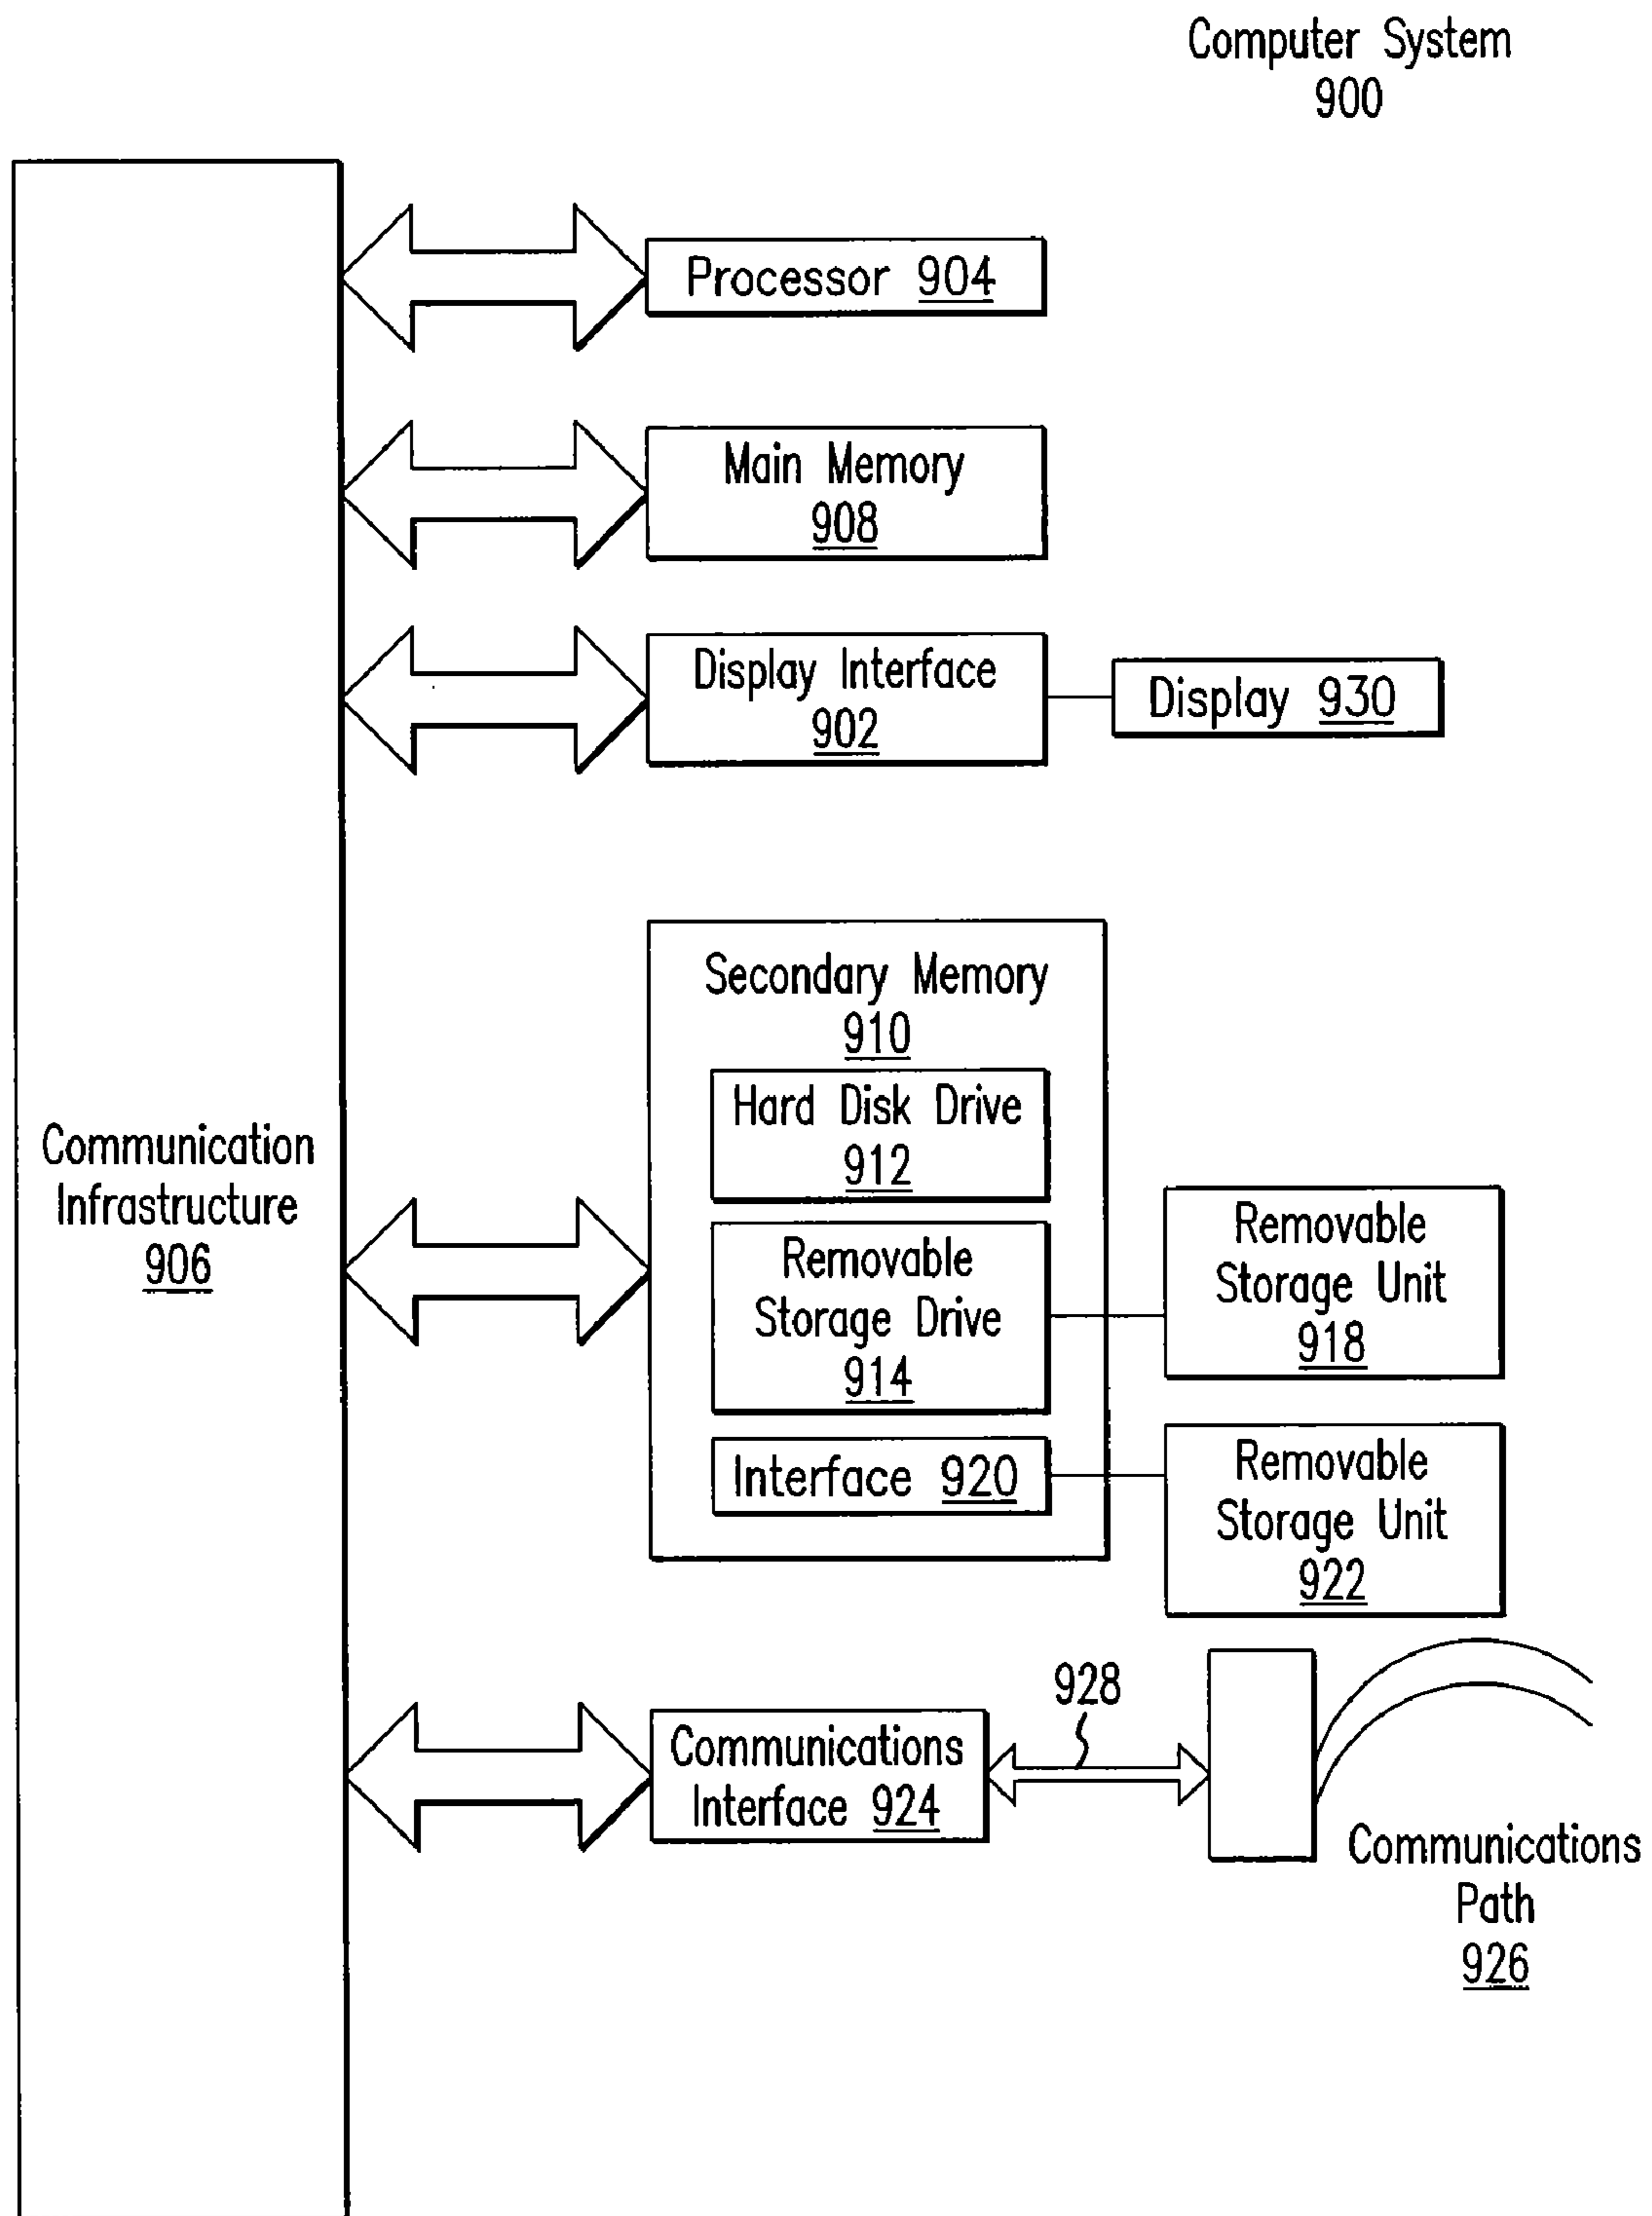 Computer System
900
Processor 904
Main Memory
908
Display Interface
902
Display 930
Secondary Memory
910
Hard Disk Drive
912
Communication
Infrastructure
906
Removable
Storage Drive
914
Removable
Storage Unit
918
Interface 920
Removable
Storage Unit
922
928
Communications
Interface 924
Communications
Path
926